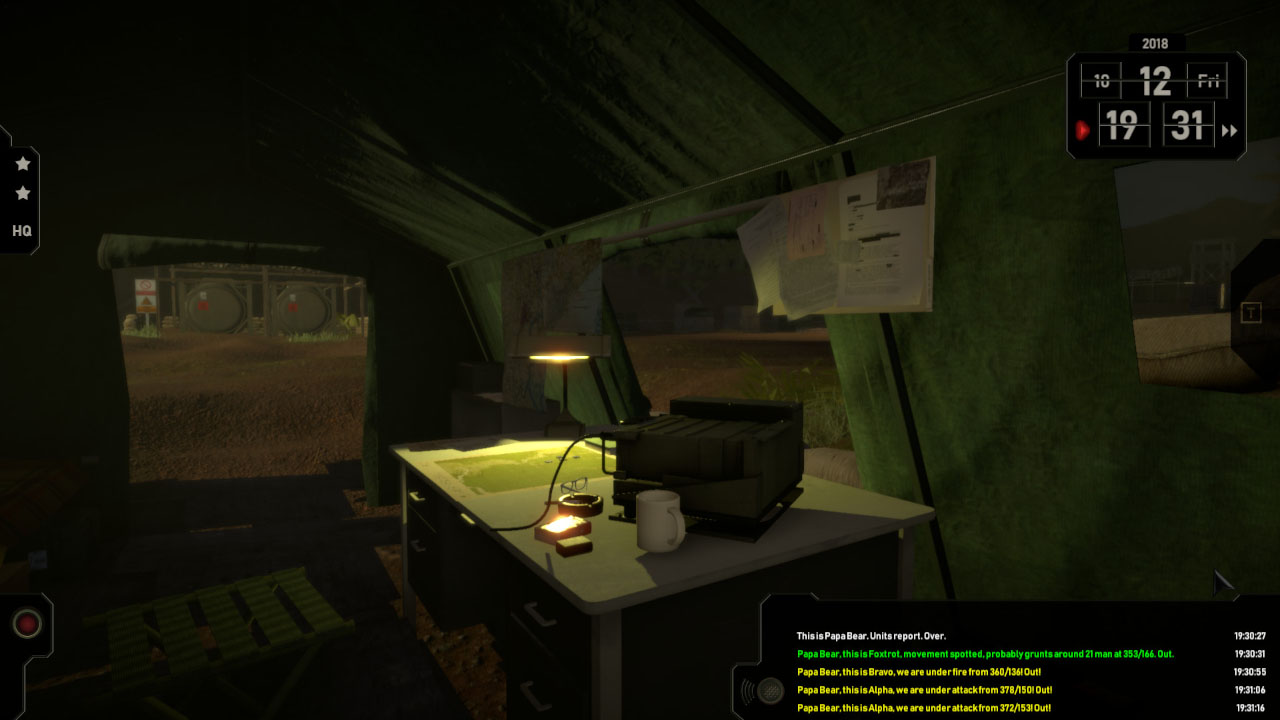 2018
10 12 Fri
19 31
HQ
T
This is Papa Bear. Units report. Over. 19:30:27
Papa Bear, this is Foxtrot, movement spotted, probably grunts around 21 man at 353/166. Out. 19:30:31
Papa Bear, this is Bravo, we are under fire from 360/136! Out! 19:30:55
Papa Bear, this is Alpha, we are under attack from 378/150! Out! 19:31:06
Papa Bear, this is Alpha, we are under attack from 372/153! Out! 19:31:16